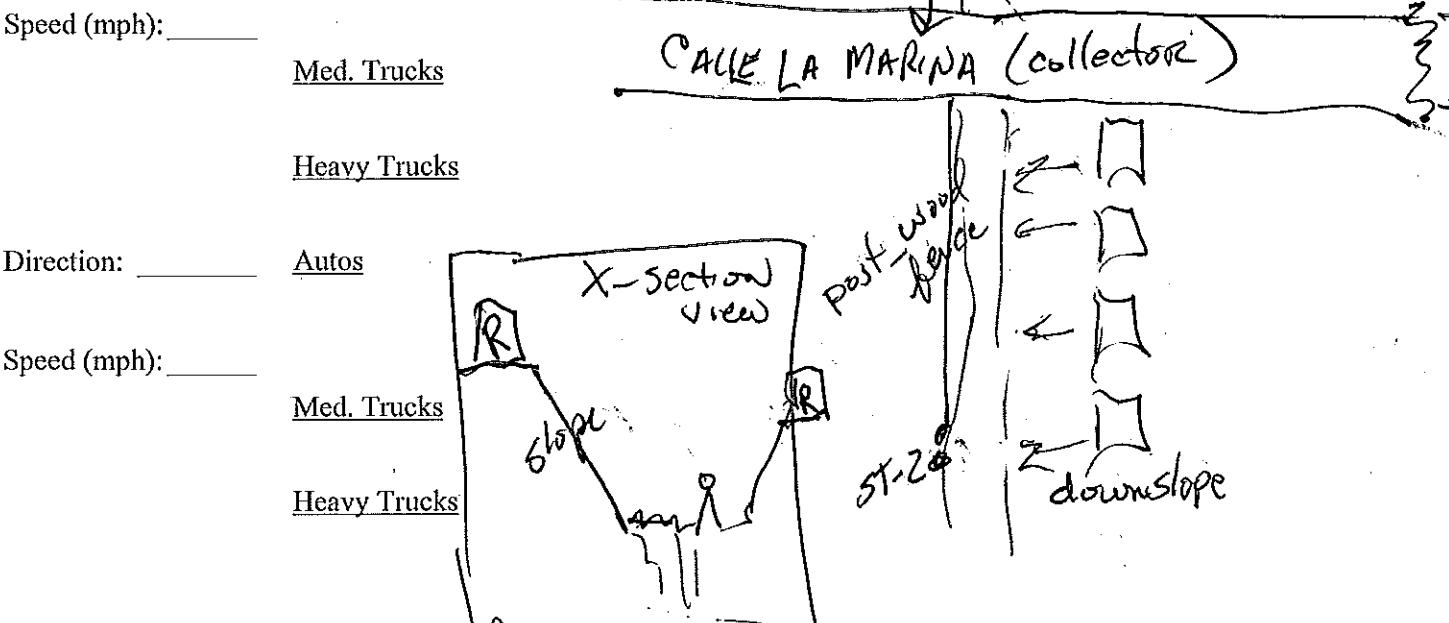 Speed (mph):
CALLE LA MARINA (collector)
Med. Trucks
Heavy Trucks
post-wood
fence
Direction:
Autos
X-section
view
R
Speed (mph):
R
Med. Trucks
slope
ST-2
downslope
Heavy Trucks